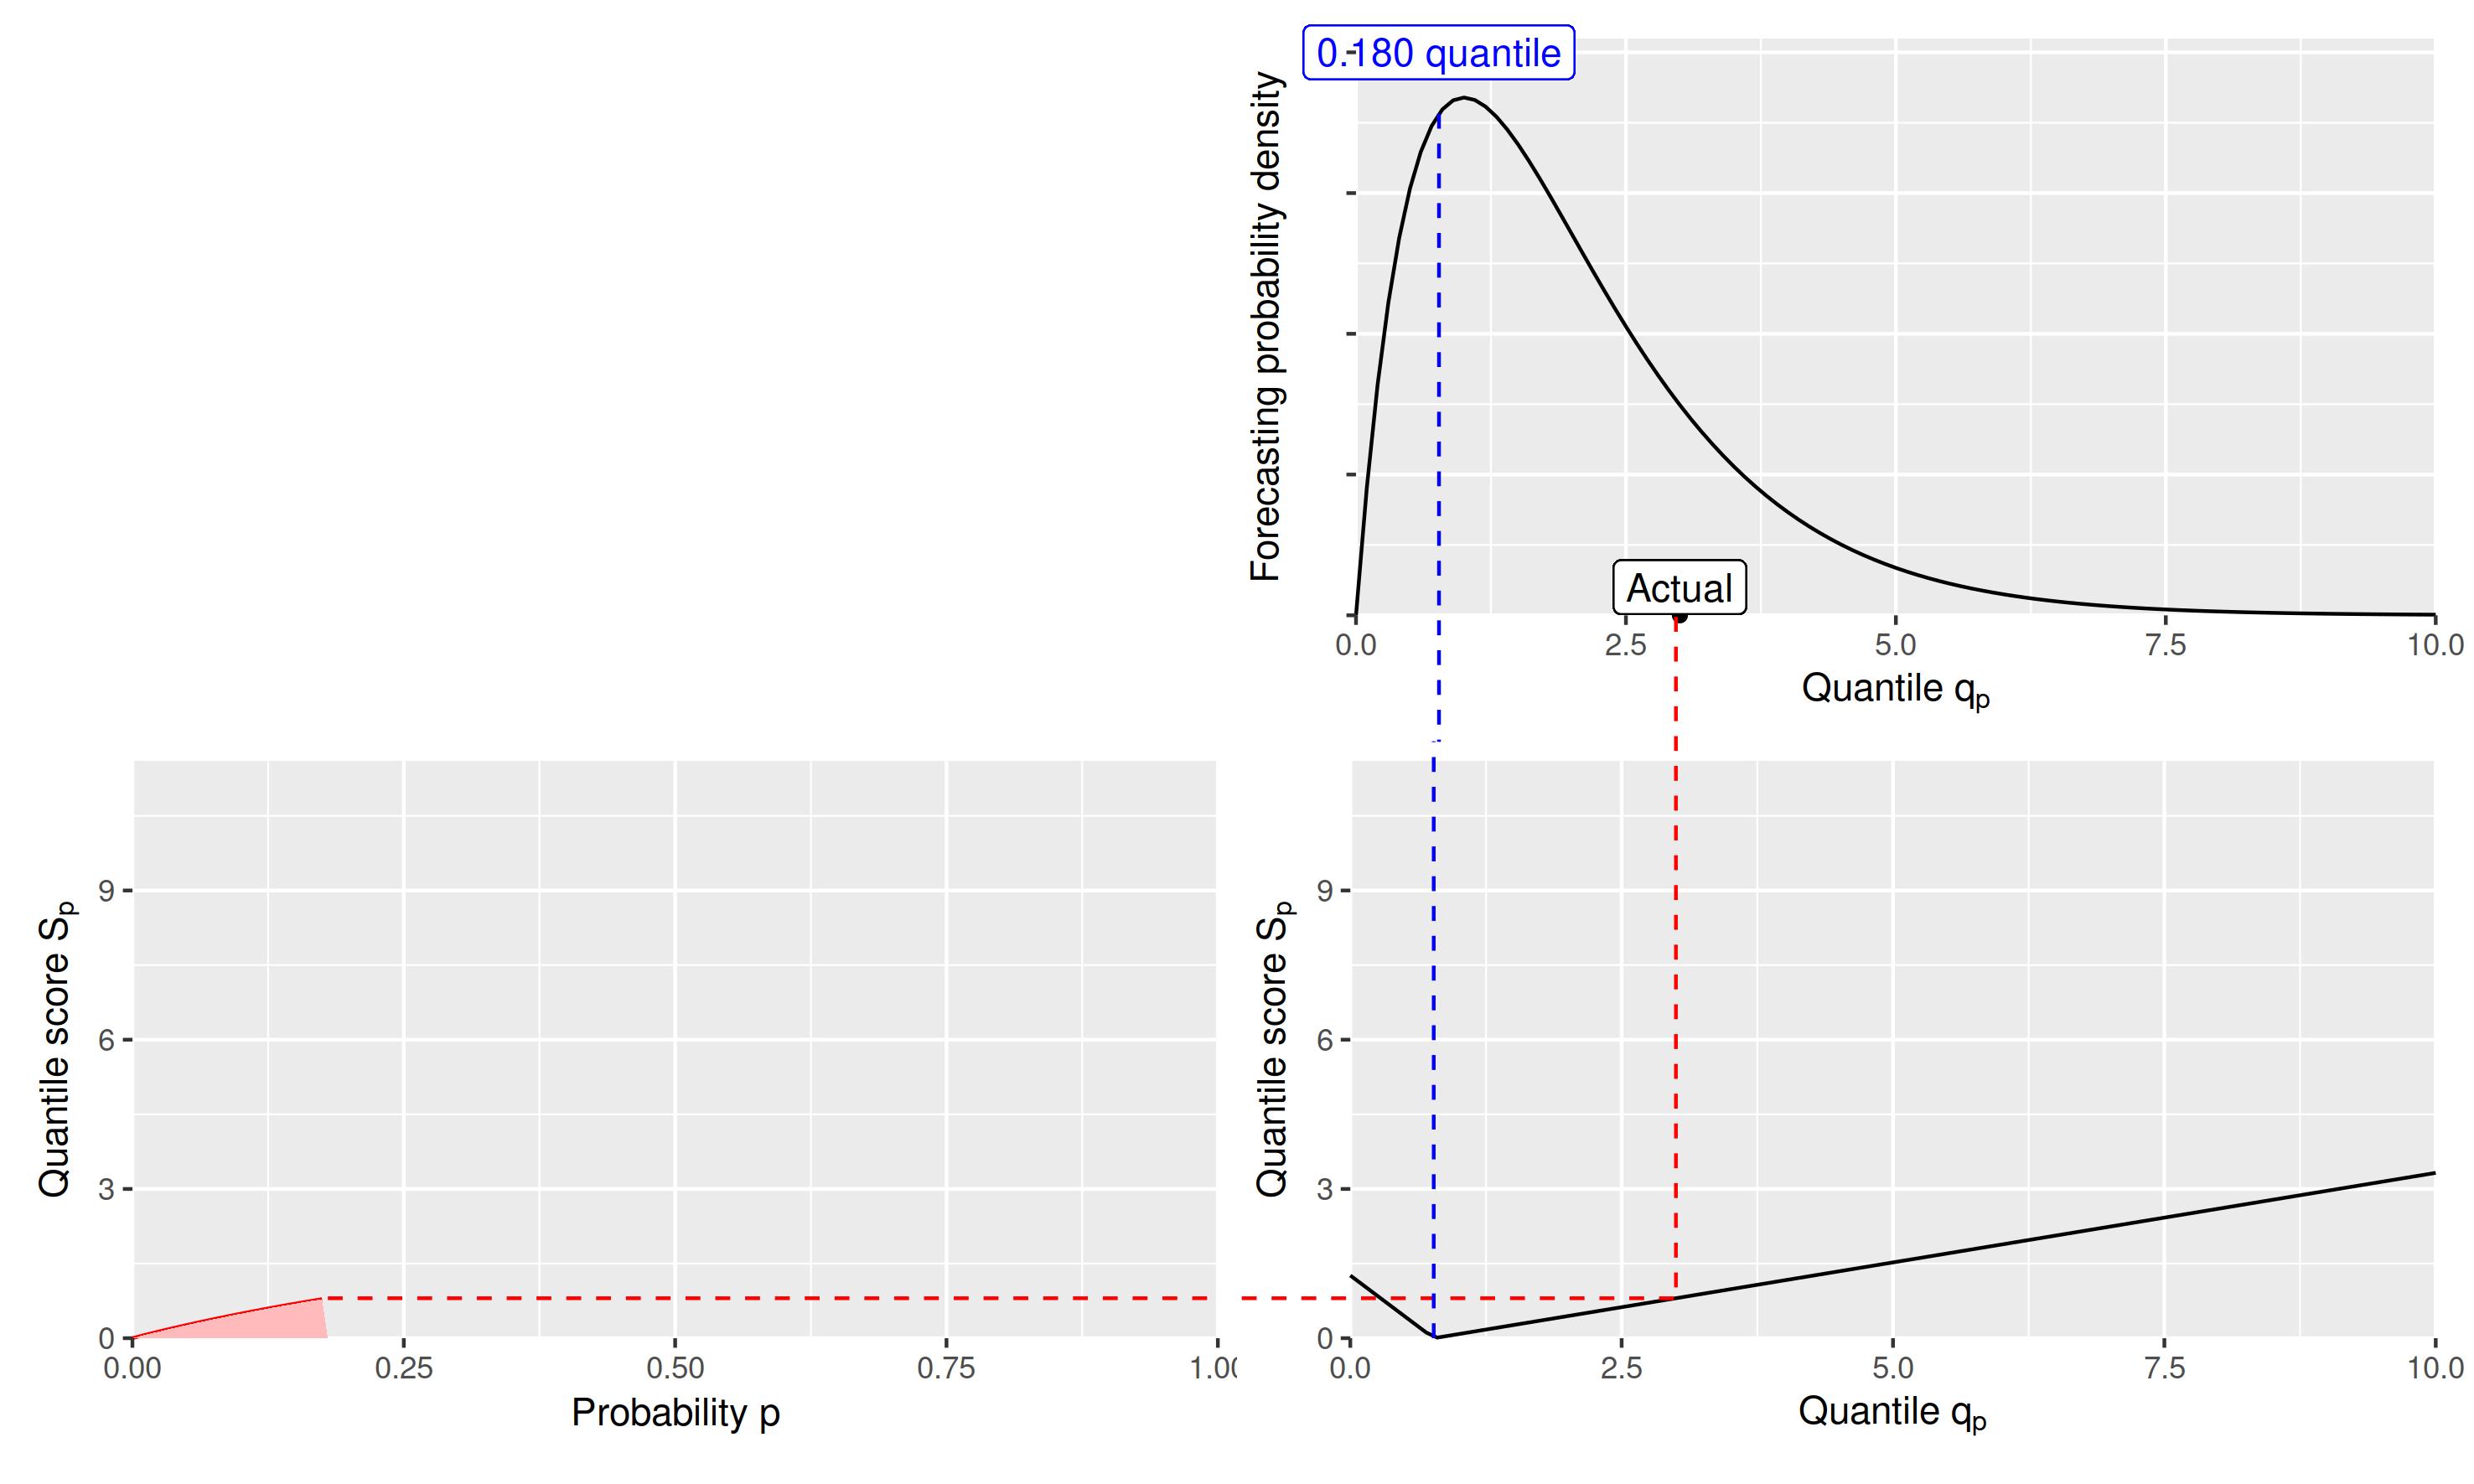 0.180 quantile
Forecasting probability density
Actual
0.0 2.5 5.0 7.5 10.0
Quantile qp
Quantile score Sp
9
6
3
0
0.00 0.25 0.50 0.75 1.0
Probability p
Quantile score Sp
9
6
3
0
0.0 2.5 5.0 7.5 10.0
Quantile qp